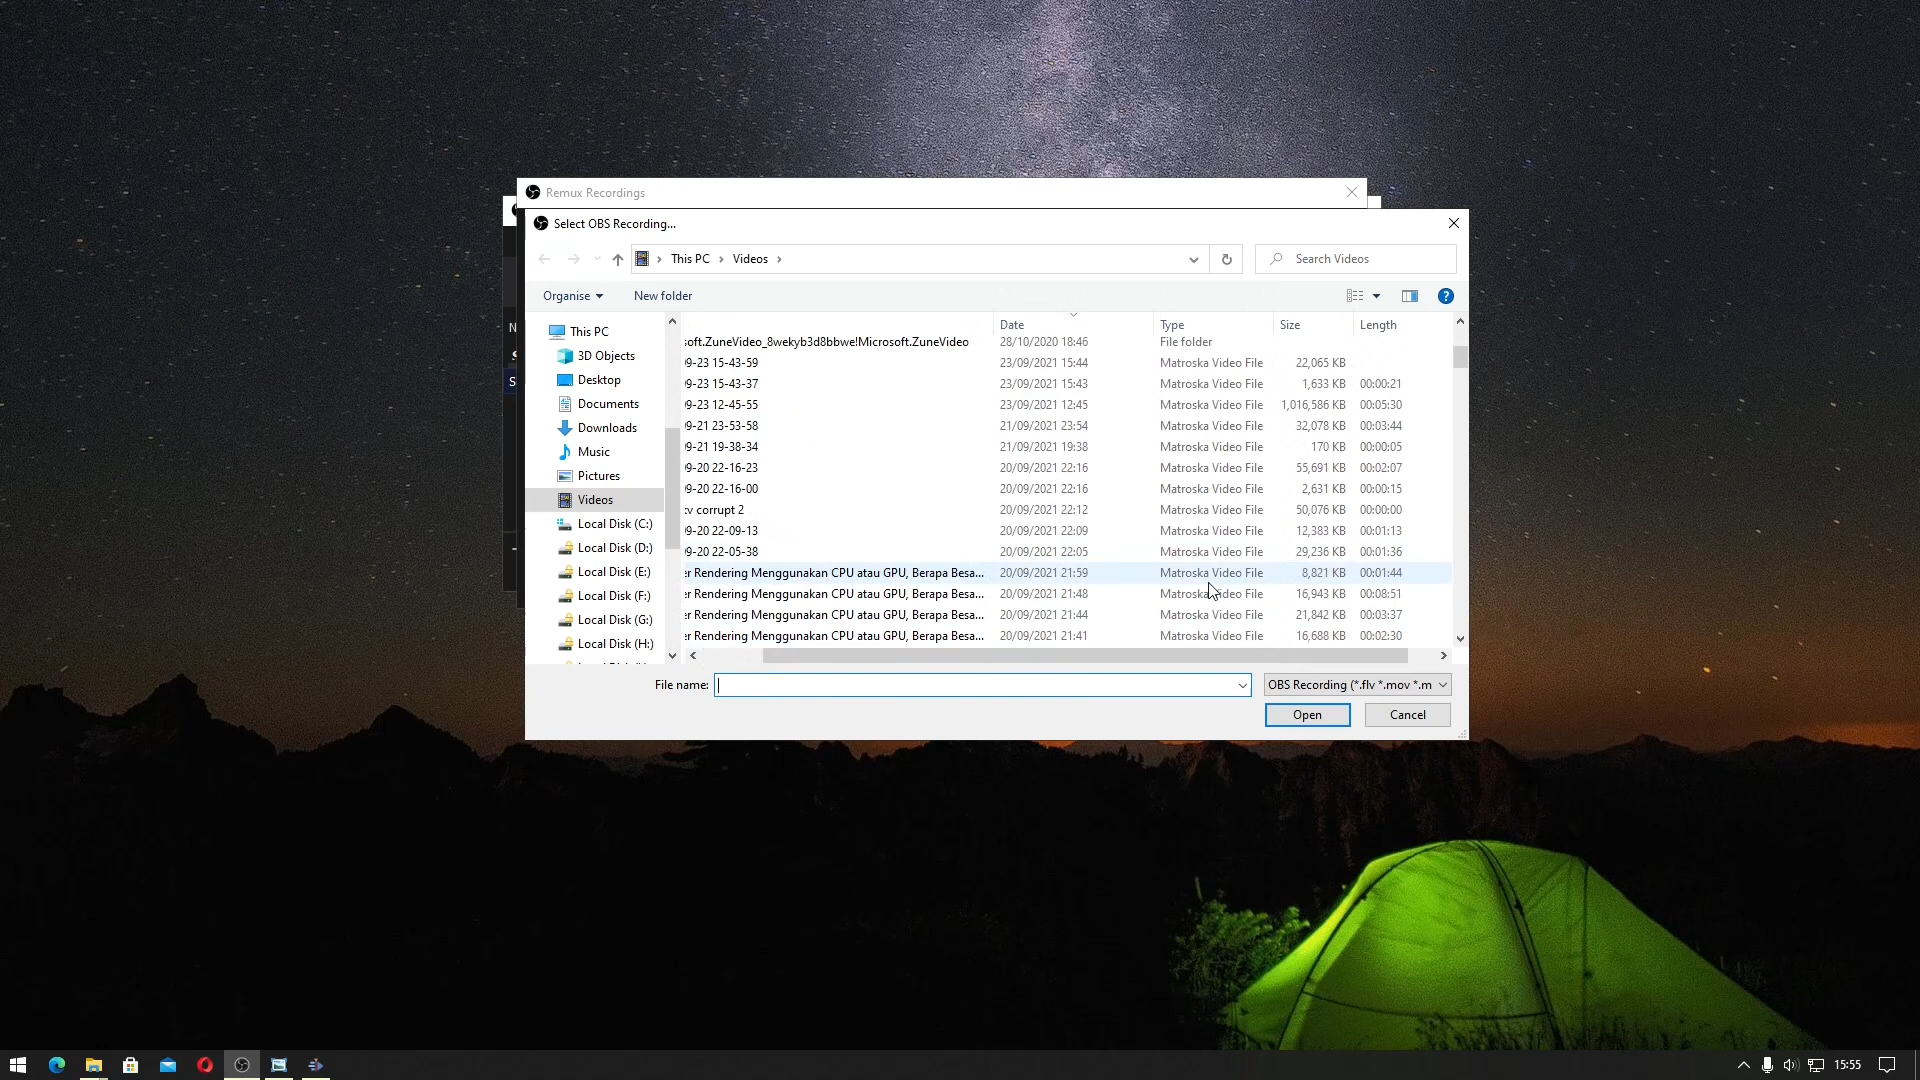 Remux Recordings
Select OBS Recording...
This PC › Videos ›
Search Videos
Organise
New folder
This PC
3D Objects
Desktop
Documents
Downloads
Music
Pictures
Videos
Local Disk (C:)
Local Disk (D:)
Local Disk (E:)
Local Disk (F:)
Local Disk (G:)
Local Disk (H:)
Date Type Size Length
soft.ZuneVideo_8wekyb3d8bbwe!Microsoft.ZuneVideo 28/10/2020 18:46 File folder
09-23 15-43-59 23/09/2021 15:44 Matroska Video File 22,065 KB
09-23 15-43-37 23/09/2021 15:43 Matroska Video File 1,633 KB 00:00:21
09-23 12-45-55 23/09/2021 12:45 Matroska Video File 1,016,586 KB 00:05:30
09-21 23-53-58 21/09/2021 23:54 Matroska Video File 32,078 KB 00:03:44
09-21 19-38-34 21/09/2021 19:38 Matroska Video File 170 KB 00:00:05
09-20 22-16-23 20/09/2021 22:16 Matroska Video File 55,691 KB 00:02:07
09-20 22-16-00 20/09/2021 22:16 Matroska Video File 2,631 KB 00:00:15
corrupt 2 20/09/2021 22:12 Matroska Video File 50,076 KB 00:00:00
09-20 22-09-13 20/09/2021 22:09 Matroska Video File 12,383 KB 00:01:13
09-20 22-05-38 20/09/2021 22:05 Matroska Video File 29,236 KB 00:01:36
er Rendering Menggunakan CPU atau GPU, Berapa Besa... 20/09/2021 21:59 Matroska Video File 8,821 KB 00:01:44
er Rendering Menggunakan CPU atau GPU, Berapa Besa... 20/09/2021 21:48 Matroska Video File 16,943 KB 00:08:51
er Rendering Menggunakan CPU atau GPU, Berapa Besa... 20/09/2021 21:44 Matroska Video File 21,842 KB 00:03:37
er Rendering Menggunakan CPU atau GPU, Berapa Besa... 20/09/2021 21:41 Matroska Video File 16,688 KB 00:02:30
File name:
OBS Recording (*.flv *.mov *.m
Open
Cancel
15:55